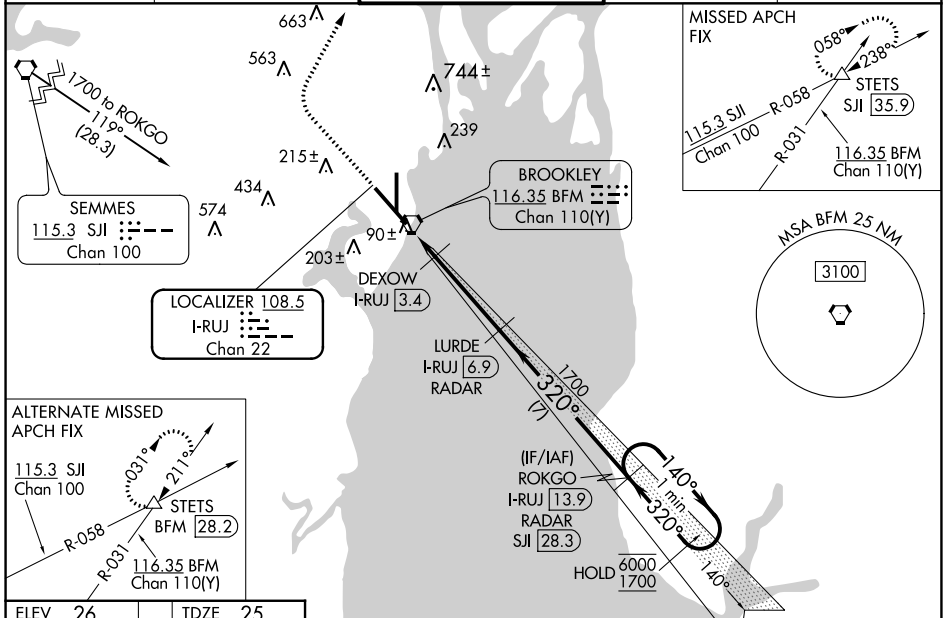 663
563
744±
239
215±
434
574
203±
90±
1700 to ROKGO
119°
(28.3)
SEMMES
115.3 SJI
Chan 100
BROOKLEY
116.35 BFM
Chan 110(Y)
LOCALIZER 108.5
I-RUJ
Chan 22
DEXOW
I-RUJ 3.4
LURDE
I-RUJ 6.9
RADAR
1700
320°
(7)
(IF/IAF)
ROKGO
I-RUJ 13.9
RADAR
SJI 28.3
140°
1 min
320°
HOLD 6000
1700
140°
MISSED APCH
FIX
058°
238°
STETS
SJI 35.9
115.3 SJI
Chan 100
R-058
R-031
116.35 BFM
Chan 110(Y)
MSA BFM 25 NM
3100
ALTERNATE MISSED
APCH FIX
031°
211°
115.3 SJI
Chan 100
STETS
BFM 28.2
R-058
R-031
116.35 BFM
Chan 110(Y)
ELEV 26
TDZE 25